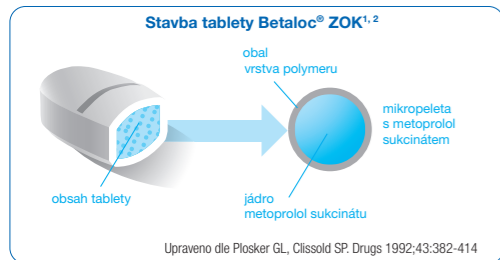 Stavba tablety Betaloc® ZOK1, 2
obal
vrstva polymeru
mikropeleta
s metoprolol
sukcinátem
obsah tablety
jádro
metoprolol sukcinátu
Upraveno dle Plosker GL, Clissold SP. Drugs 1992;43:382-414